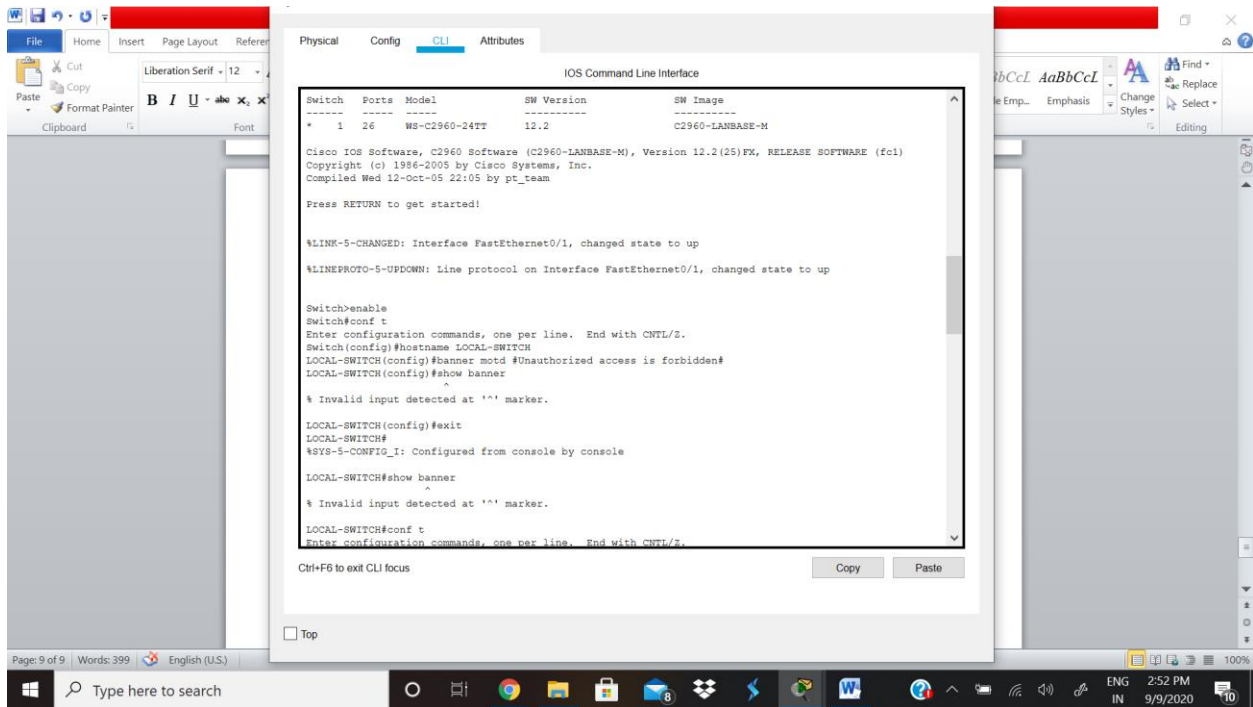 File Home Insert Page Layout Refere
Cut
Copy
Paste
Format Painter
Clipboard
Liberation Serif 12
B I U abc X₂
Font
Physical Config CLI Attributes
IOS Command Line Interface
Switch Ports Model SW Version SW Image
------ ----- ----- ---------- ----------
* 1 26 WS-C2960-24TT 12.2 C2960-LANBASE-M
Cisco IOS Software, C2960 Software (C2960-LANBASE-M), Version 12.2(25)FX, RELEASE SOFTWARE (fc1)
Copyright (c) 1986-2005 by Cisco Systems, Inc.
Compiled Wed 12-Oct-05 22:05 by pt_team
Press RETURN to get started!
%LINK-5-CHANGED: Interface FastEthernet0/1, changed state to up
%LINEPROTO-5-UPDOWN: Line protocol on Interface FastEthernet0/1, changed state to up
Switch>enable
Switch#conf t
Enter configuration commands, one per line. End with CNTL/Z.
Switch(config)#hostname LOCAL-SWITCH
LOCAL-SWITCH(config)#banner motd #Unauthorized access is forbidden#
LOCAL-SWITCH(config)#show banner
^
% Invalid input detected at '^' marker.
LOCAL-SWITCH(config)#exit
LOCAL-SWITCH#
%SYS-5-CONFIG_I: Configured from console by console
LOCAL-SWITCH#show banner
^
% Invalid input detected at '^' marker.
LOCAL-SWITCH#conf t
Enter configuration commands, one per line. End with CNTL/Z.
Ctrl+F6 to exit CLI focus
Copy Paste
Top
bCcL AaBbCcL
e Emp... Emphasis
Change Styles
Find
Replace
Select
Editing
Page: 9 of 9 Words: 399 English (U.S.)
100%
Type here to search
8
ENG
IN
2:52 PM
9/9/2020
10